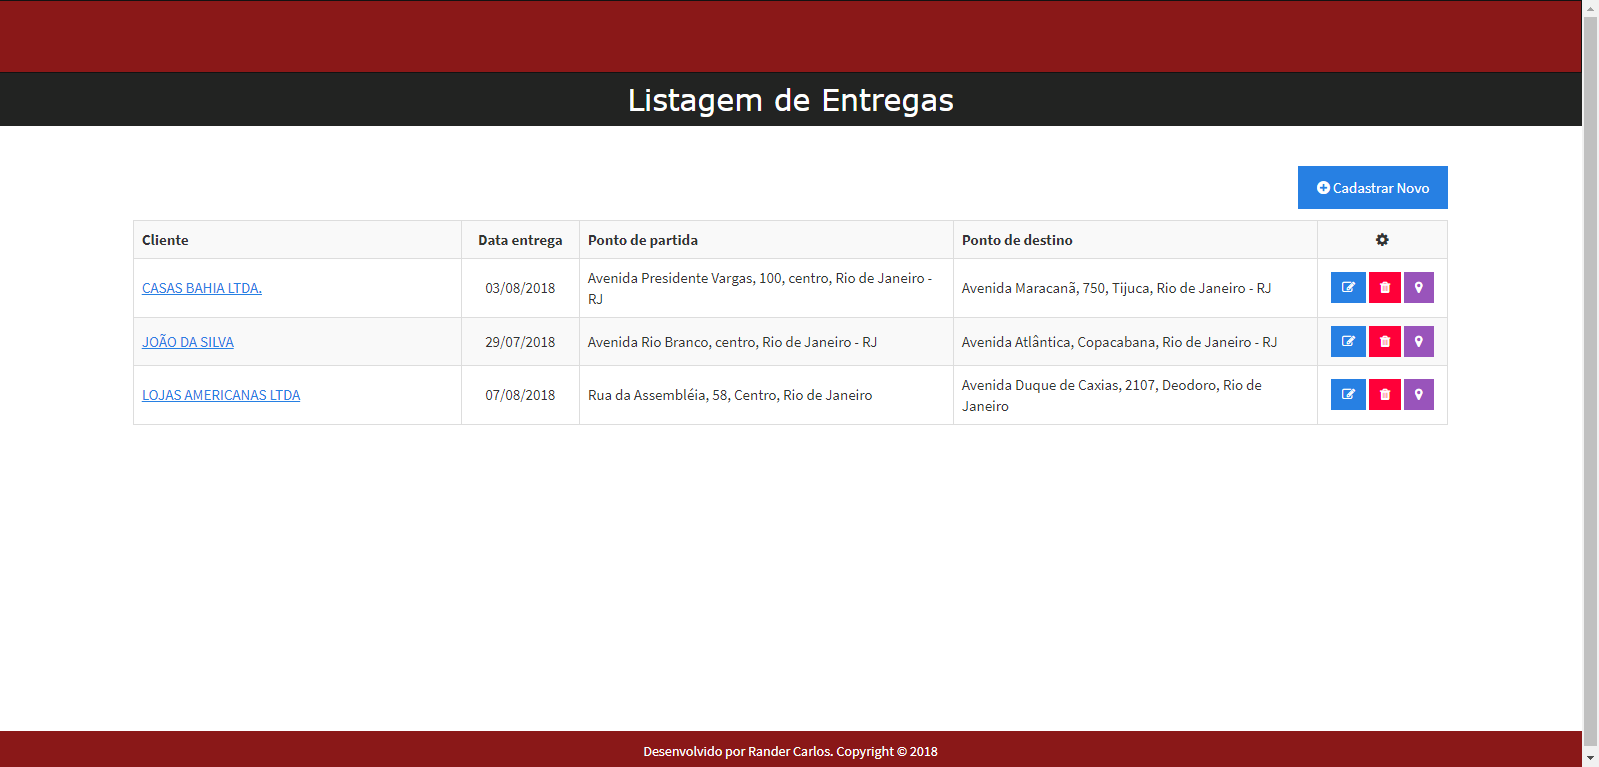 Listagem de Entregas
Cadastrar Novo
Cliente Data entrega Ponto de partida Ponto de destino
CASAS BAHIA LTDA. 03/08/2018 Avenida Presidente Vargas, 100, centro, Rio de Janeiro -
RJ
Avenida Maracanã, 750, Tijuca, Rio de Janeiro - RJ
JOÃO DA SILVA 29/07/2018 Avenida Rio Branco, centro, Rio de Janeiro - RJ Avenida Atlântica, Copacabana, Rio de Janeiro - RJ
LOJAS AMERICANAS LTDA 07/08/2018 Rua da Assembléia, 58, Centro, Rio de Janeiro Avenida Duque de Caxias, 2107, Deodoro, Rio de
Janeiro
Desenvolvido por Rander Carlos. Copyright © 2018